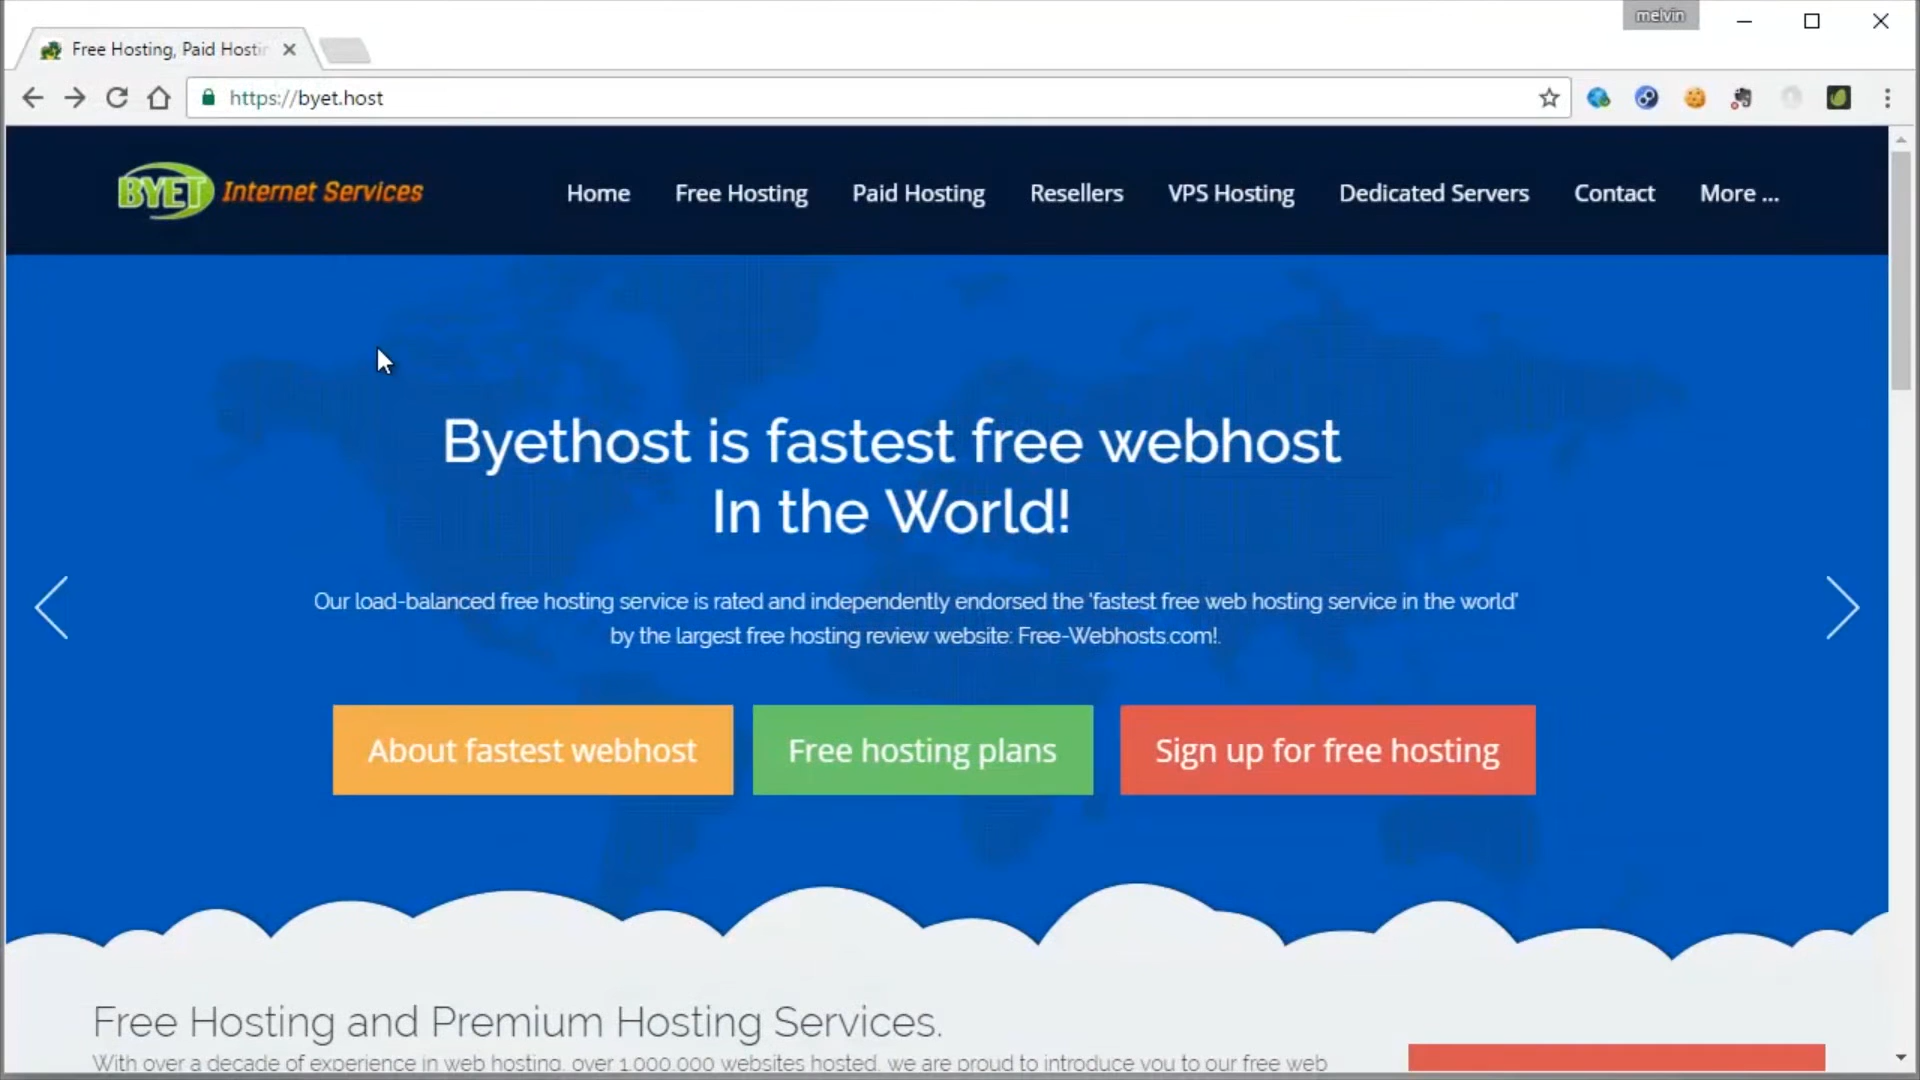 melvin
Free Hosting, Paid Hostin
https://byet.host
BYET Internet Services
Home Free Hosting Paid Hosting Resellers VPS Hosting Dedicated Servers Contact More ...
Byethost is fastest free webhost
In the World!
Our load-balanced free hosting service is rated and independently endorsed the 'fastest free web hosting service in the world'
by the largest free hosting review website: Free-Webhosts.com!.
About fastest webhost Free hosting plans Sign up for free hosting
Free Hosting and Premium Hosting Services.
With over a decade of experience in web hosting, over 1,000,000 websites hosted, we are proud to introduce you to our free web